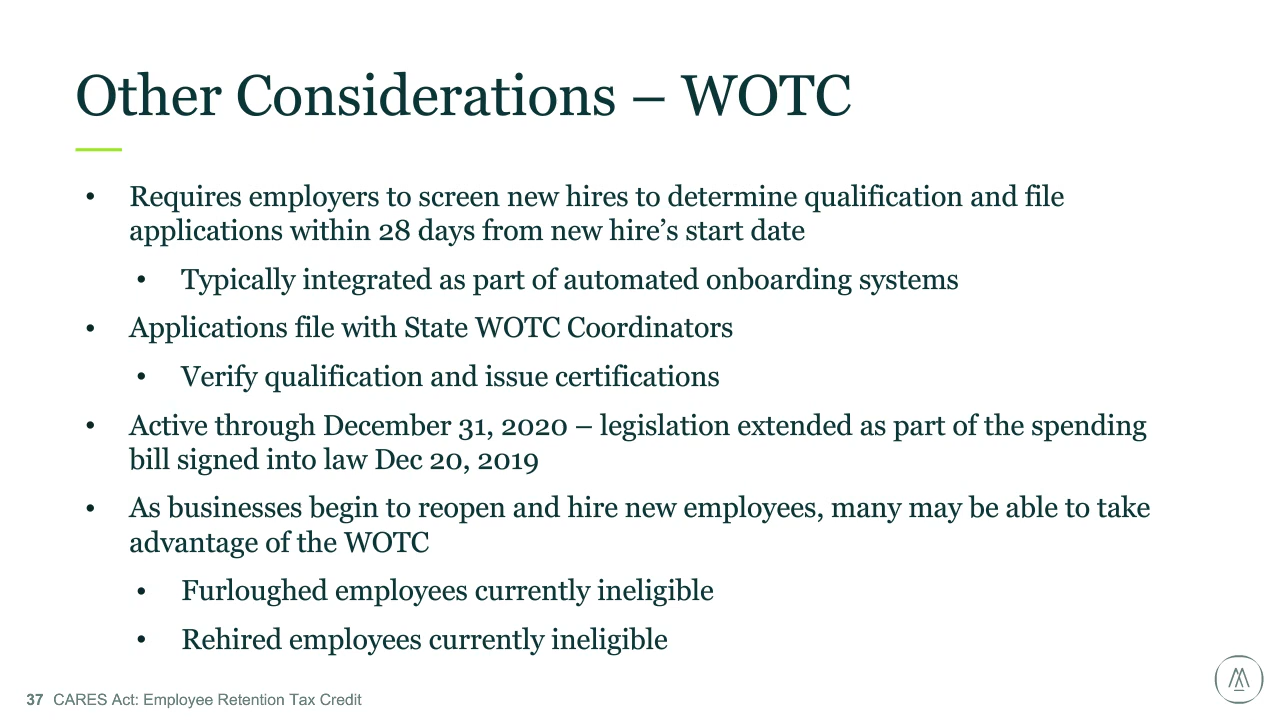 Other Considerations – WOTC
• Requires employers to screen new hires to determine qualification and file
applications within 28 days from new hire’s start date
• Typically integrated as part of automated onboarding systems
• Applications file with State WOTC Coordinators
• Verify qualification and issue certifications
• Active through December 31, 2020 – legislation extended as part of the spending
bill signed into law Dec 20, 2019
• As businesses begin to reopen and hire new employees, many may be able to take
advantage of the WOTC
• Furloughed employees currently ineligible
• Rehired employees currently ineligible
37 CARES Act: Employee Retention Tax Credit